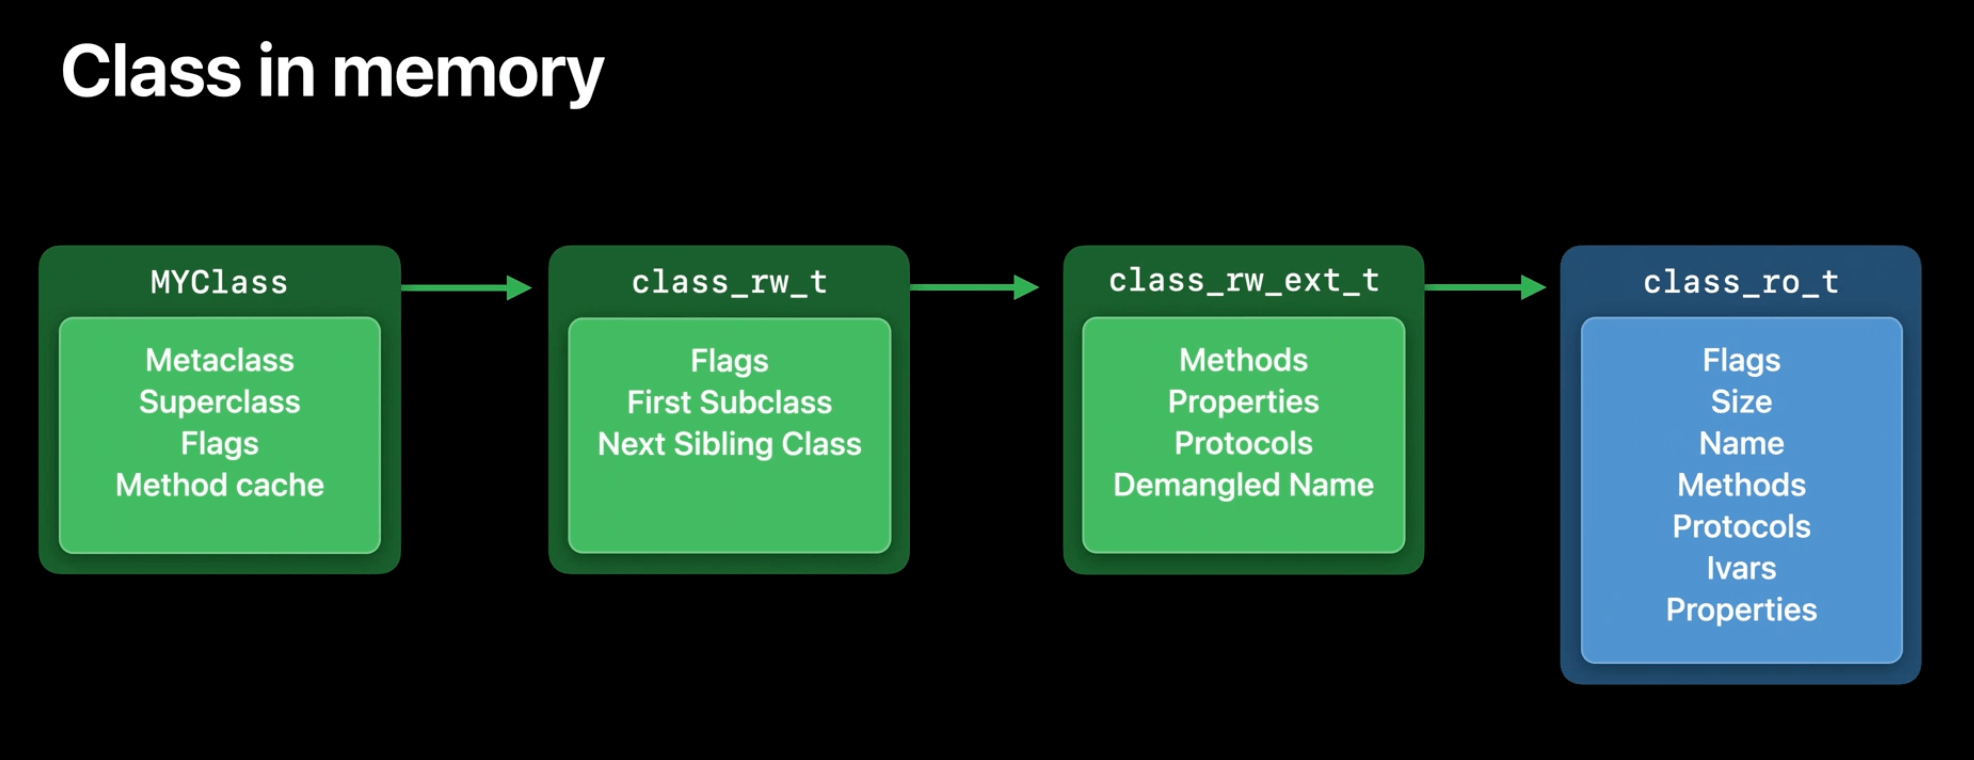 Class in memory
MYClass
Metaclass
Superclass
Flags
Method cache
class_rw_t
Flags
First Subclass
Next Sibling Class
class_rw_ext_t
Methods
Properties
Protocols
Demangled Name
class_ro_t
Flags
Size
Name
Methods
Protocols
Ivars
Properties